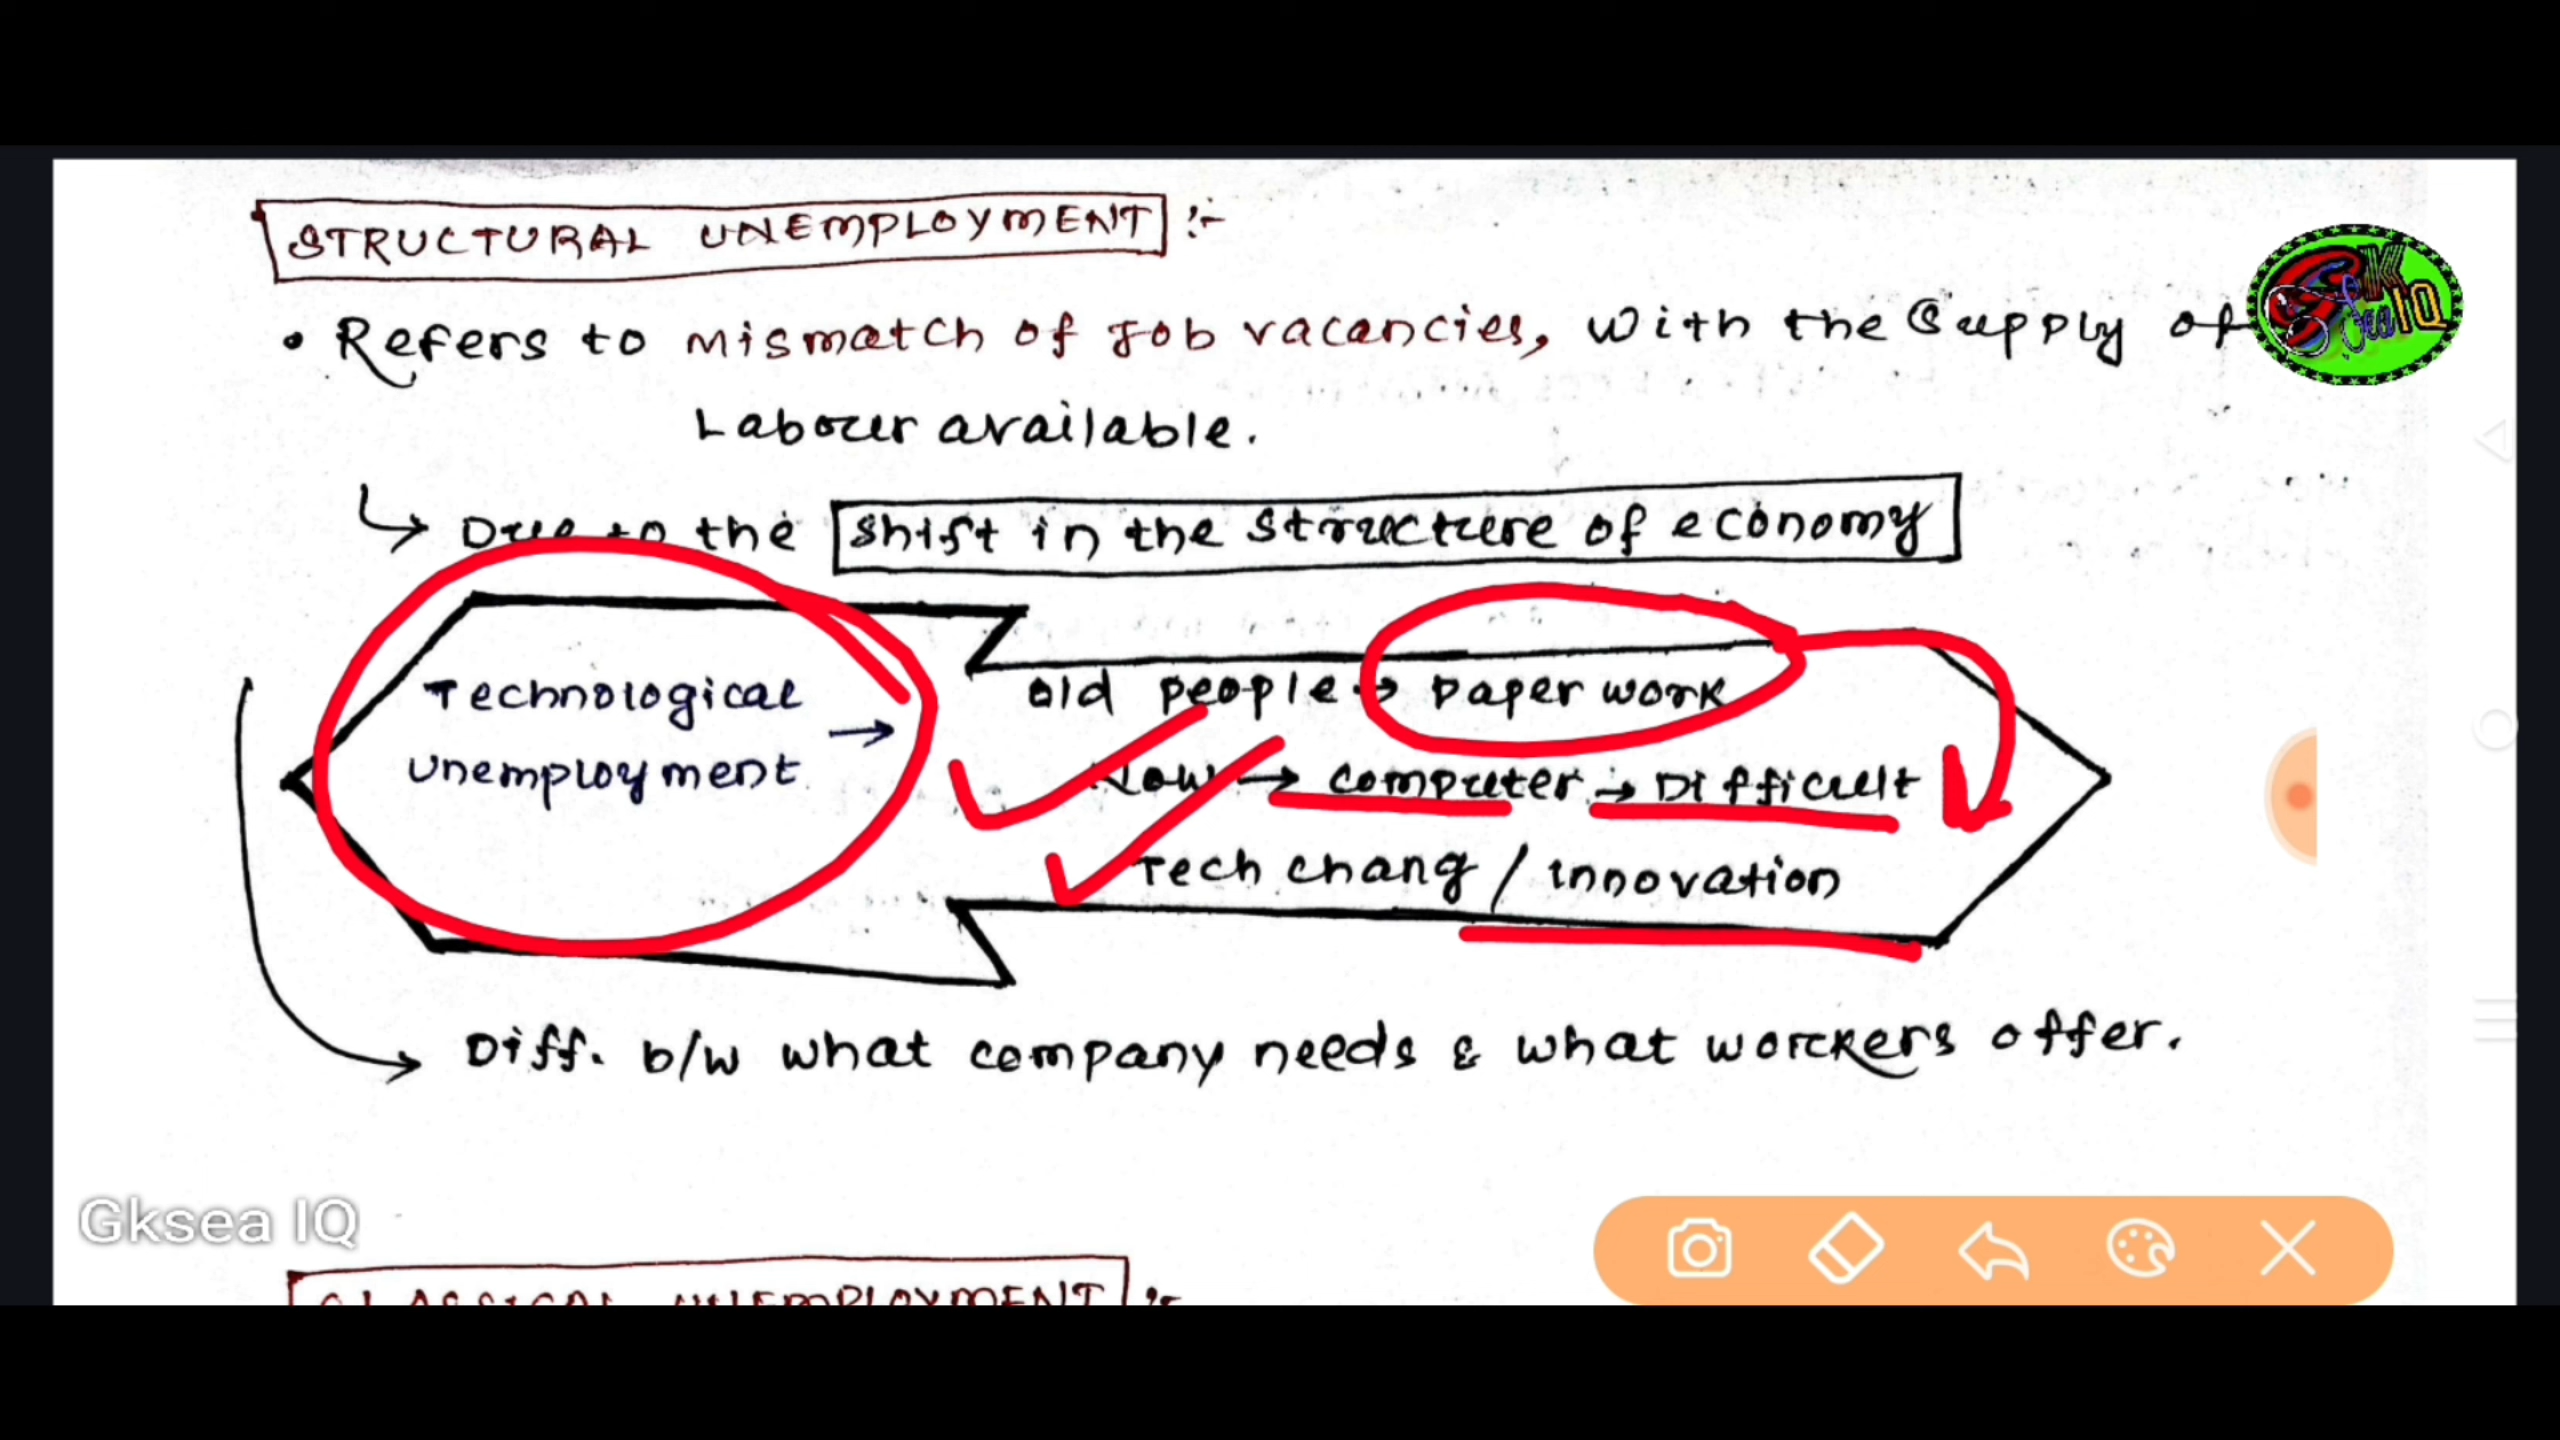 STRUCTURAL UNEMPLOYMENT :-
• Refers to mismatch of Job vacancies, with the supply of
Labour available.
↳ Due to the shift in the structure of economy
Technological → old people → paper work
unemployment Now → computer → Difficult
Tech chang / innovation
→ Diff. b/w what company needs & what workers offer.
Gksea IQ
CLASSICAL UNEMPLOYMENT :-